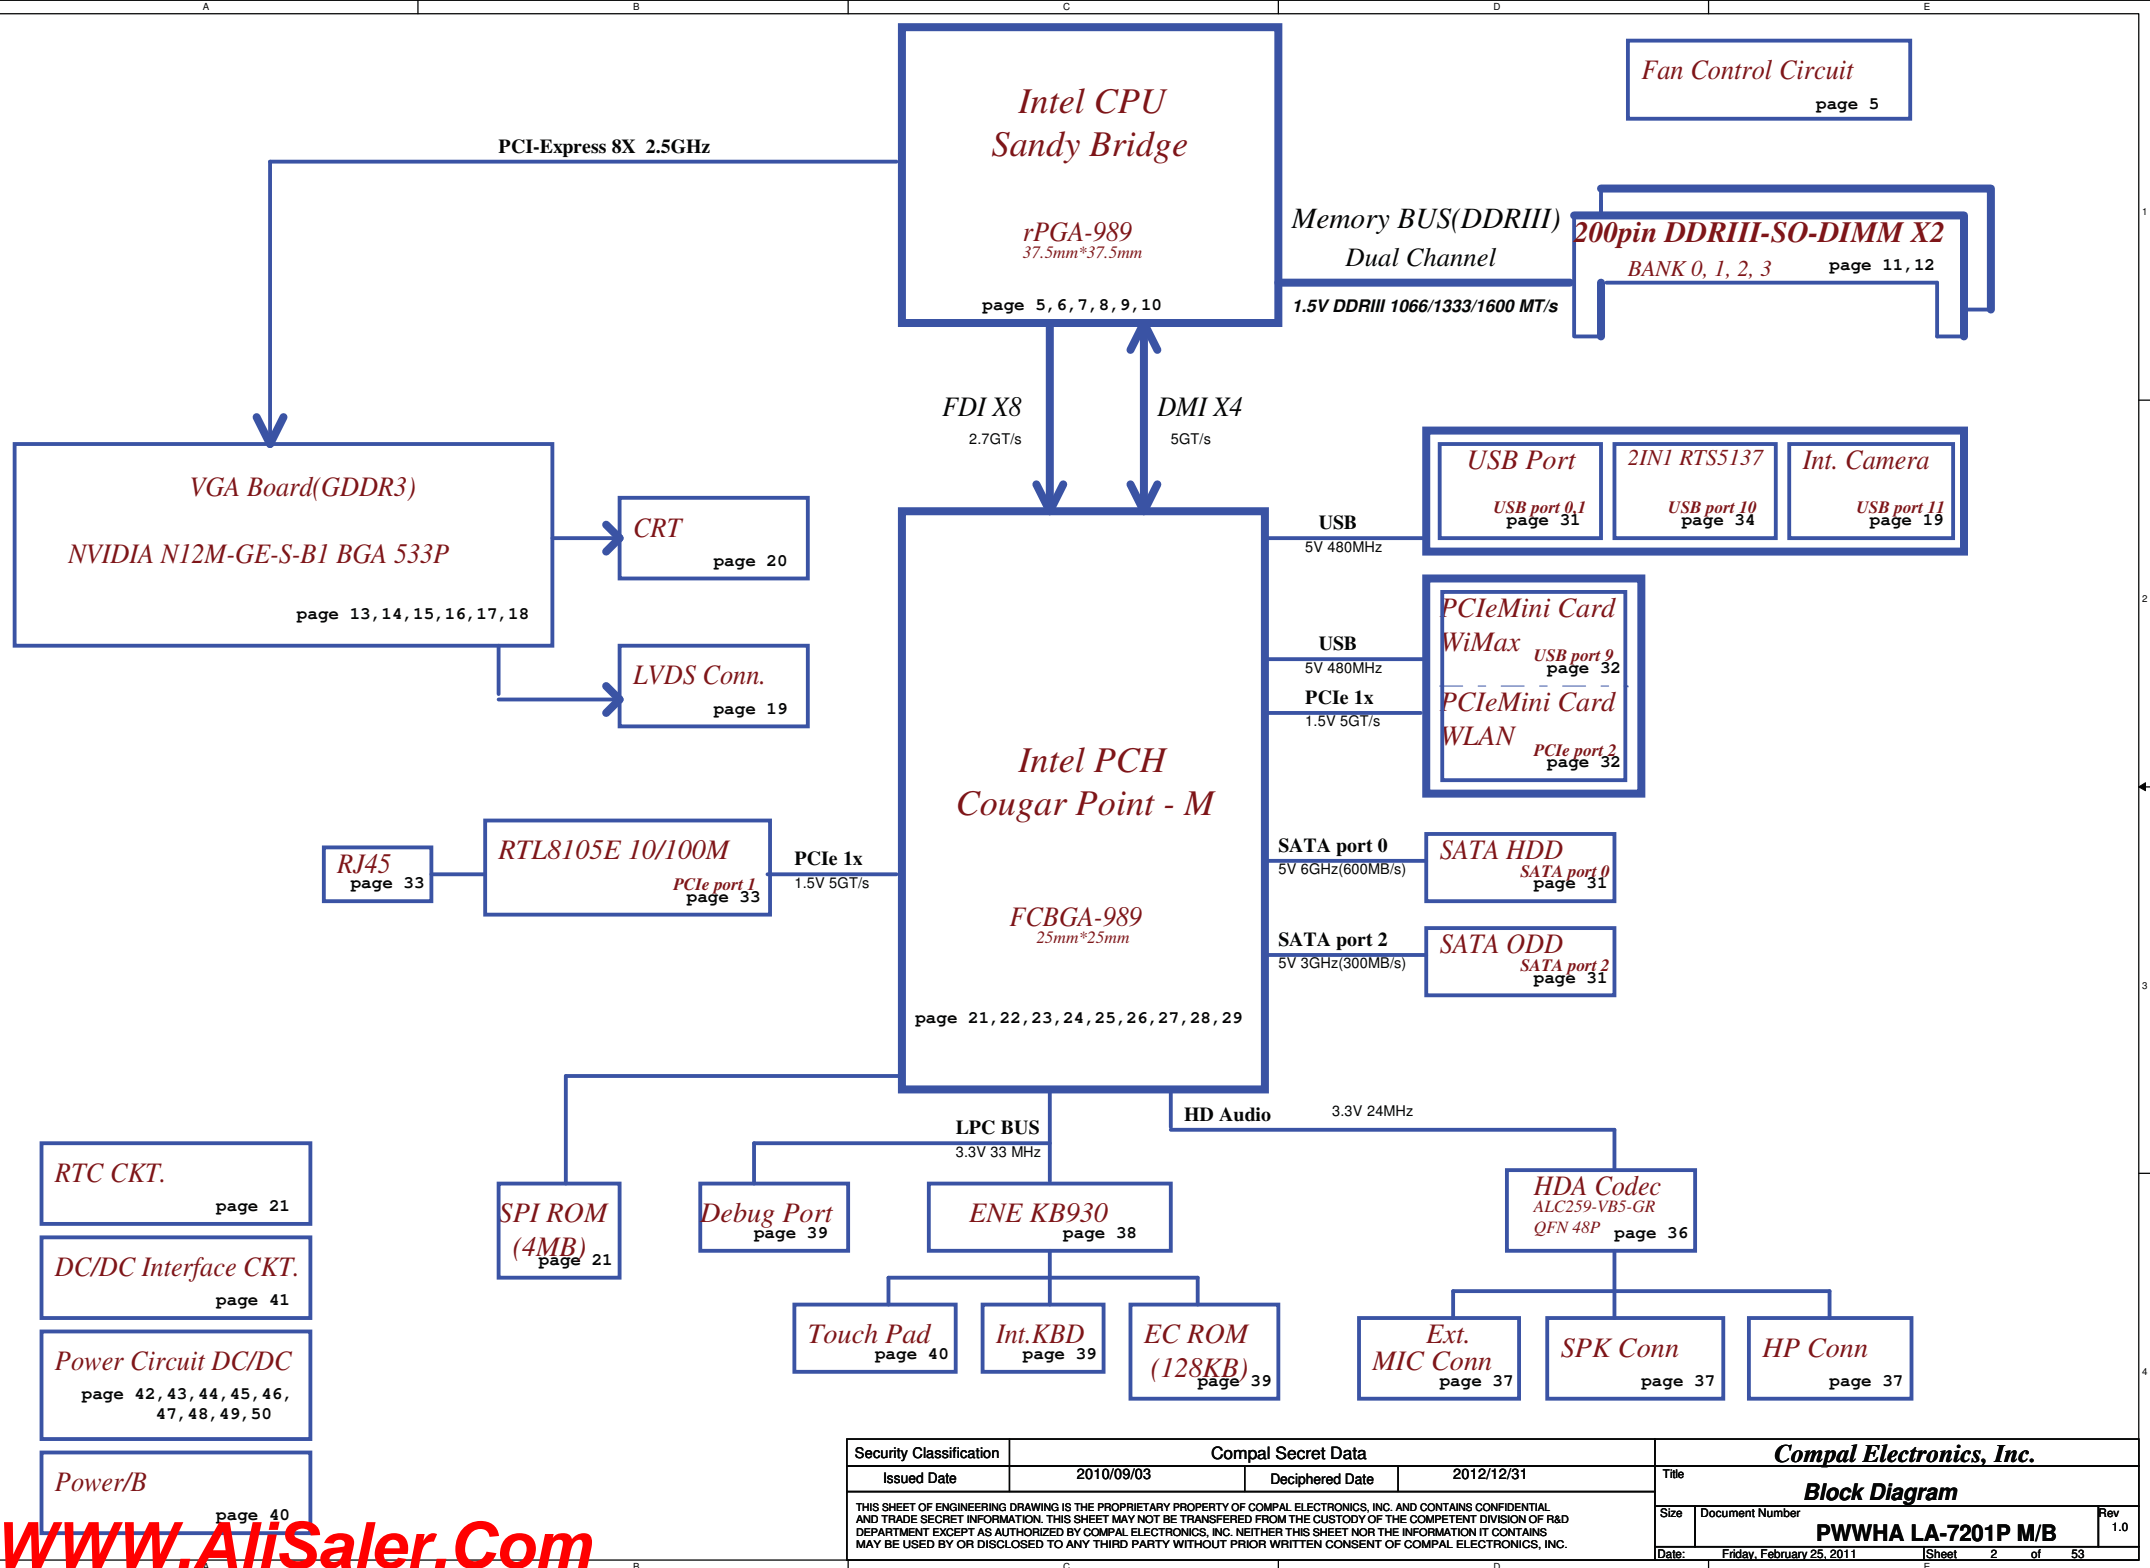 A
B
C
D
E
Intel CPU
Sandy Bridge
rPGA-989
37.5mm*37.5mm
page 5,6,7,8,9,10
Fan Control Circuit
page 5
PCI-Express 8X 2.5GHz
Memory BUS(DDRIII)
Dual Channel
1.5V DDRIII 1066/1333/1600 MT/s
200pin DDRIII-SO-DIMM X2
BANK 0, 1, 2, 3
page 11,12
1
FDI X8
2.7GT/s
DMI X4
5GT/s
VGA Board(GDDR3)
NVIDIA N12M-GE-S-B1 BGA 533P
page 13,14,15,16,17,18
CRT
page 20
LVDS Conn.
page 19
USB
5V 480MHz
USB Port
USB port 0,1
page 31
2IN1 RTS5137
USB port 10
page 34
Int. Camera
USB port 11
page 19
2
USB
5V 480MHz
PCIe 1x
1.5V 5GT/s
PCIeMini Card
WiMax
USB port 9
page 32
PCIeMini Card
WLAN
PCIe port 2
page 32
Intel PCH
Cougar Point - M
FCBGA-989
25mm*25mm
page 21,22,23,24,25,26,27,28,29
RJ45
page 33
RTL8105E 10/100M
PCIe port 1
page 33
PCIe 1x
1.5V 5GT/s
SATA port 0
5V 6GHz(600MB/s)
SATA HDD
SATA port 0
page 31
SATA port 2
5V 3GHz(300MB/s)
SATA ODD
SATA port 2
page 31
3
LPC BUS
3.3V 33 MHz
HD Audio
3.3V 24MHz
RTC CKT.
page 21
DC/DC Interface CKT.
page 41
Power Circuit DC/DC
page 42,43,44,45,46,
47,48,49,50
Power/B
page 40
SPI ROM
(4MB)
page 21
Debug Port
page 39
ENE KB930
page 38
HDA Codec
ALC259-VB5-GR
QFN 48P
page 36
Touch Pad
page 40
Int.KBD
page 39
EC ROM
(128KB)
page 39
Ext.
MIC Conn
page 37
SPK Conn
page 37
HP Conn
page 37
4
Security Classification
Compal Secret Data
Issued Date
2010/09/03
Deciphered Date
2012/12/31
THIS SHEET OF ENGINEERING DRAWING IS THE PROPRIETARY PROPERTY OF COMPAL ELECTRONICS, INC. AND CONTAINS CONFIDENTIAL
AND TRADE SECRET INFORMATION. THIS SHEET MAY NOT BE TRANSFERED FROM THE CUSTODY OF THE COMPETENT DIVISION OF R&D
DEPARTMENT EXCEPT AS AUTHORIZED BY COMPAL ELECTRONICS, INC. NEITHER THIS SHEET NOR THE INFORMATION IT CONTAINS
MAY BE USED BY OR DISCLOSED TO ANY THIRD PARTY WITHOUT PRIOR WRITTEN CONSENT OF COMPAL ELECTRONICS, INC.
Compal Electronics, Inc.
Title
Block Diagram
Size
Document Number
PWWHA LA-7201P M/B
Rev
1.0
Date: Friday, February 25, 2011
Sheet 2 of 53
WWW.AliSaler.Com
A
B
C
D
E